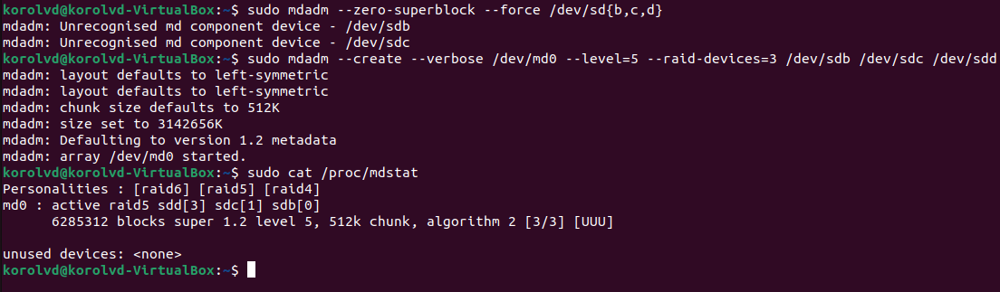 korolvd@korolvd-VirtualBox:~$ sudo mdadm --zero-superblock --force /dev/sd{b,c,d}
mdadm: Unrecognised md component device - /dev/sdb
mdadm: Unrecognised md component device - /dev/sdc
korolvd@korolvd-VirtualBox:~$ sudo mdadm --create --verbose /dev/md0 --level=5 --raid-devices=3 /dev/sdb /dev/sdc /dev/sdd
mdadm: layout defaults to left-symmetric
mdadm: layout defaults to left-symmetric
mdadm: chunk size defaults to 512K
mdadm: size set to 3142656K
mdadm: Defaulting to version 1.2 metadata
mdadm: array /dev/md0 started.
korolvd@korolvd-VirtualBox:~$ sudo cat /proc/mdstat
Personalities : [raid6] [raid5] [raid4]
md0 : active raid5 sdd[3] sdc[1] sdb[0]
      6285312 blocks super 1.2 level 5, 512k chunk, algorithm 2 [3/3] [UUU]
unused devices: <none>
korolvd@korolvd-VirtualBox:~$